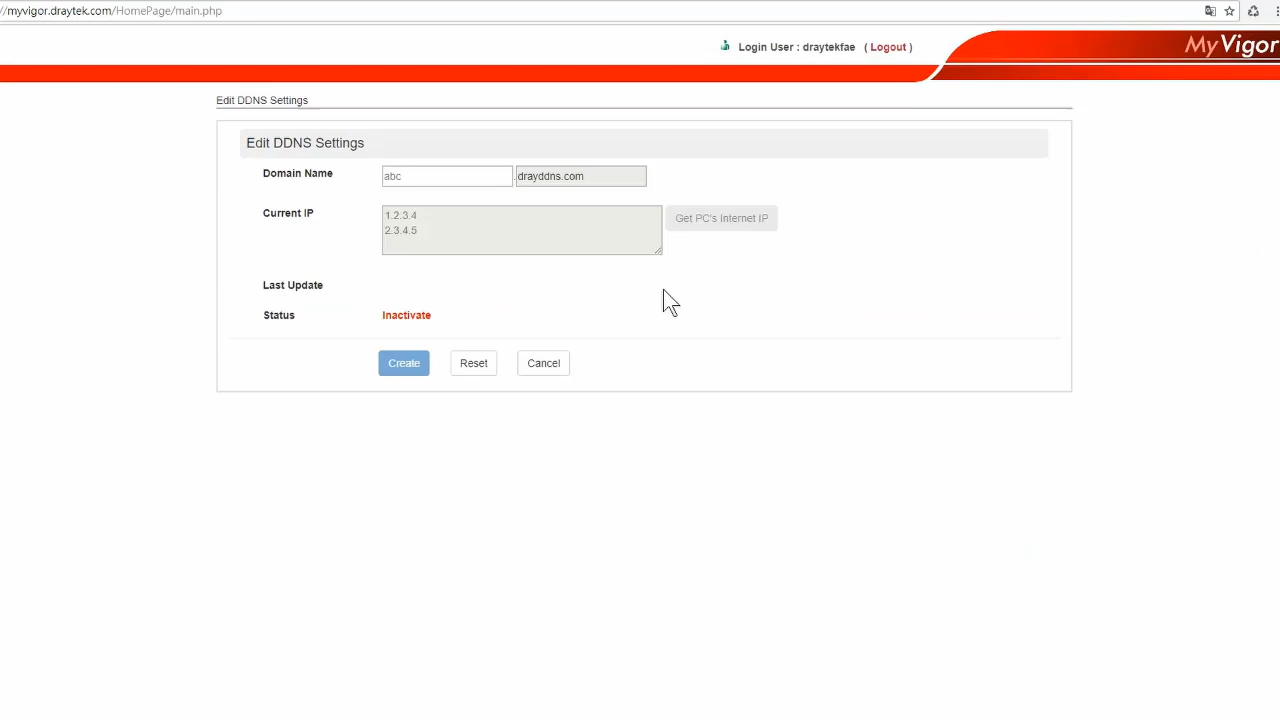 //myvigor.draytek.com/HomePage/main.php
Login User : draytekfae ( Logout )
MyVigor
Edit DDNS Settings
Edit DDNS Settings
Domain Name abc .drayddns.com
Current IP 1.2.3.4 Get PC's Internet IP
2.3.4.5
Last Update
Status Inactivate
Create Reset Cancel